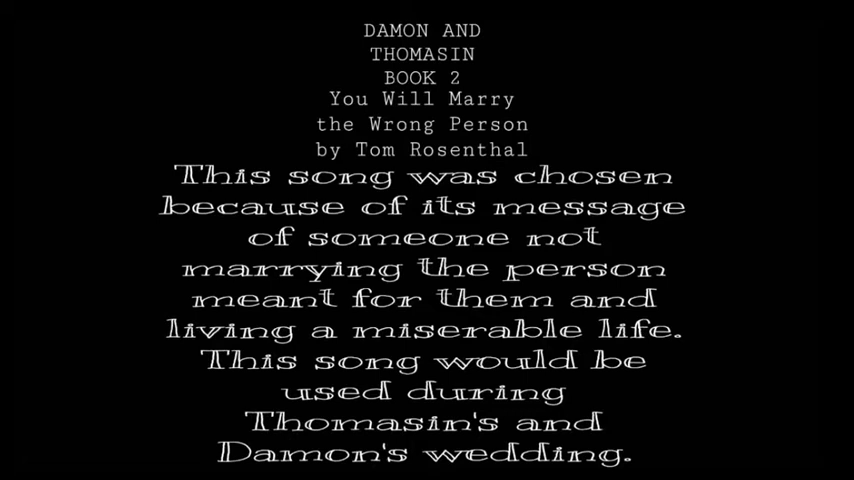 DAMON AND
THOMASIN
BOOK 2
You Will Marry
the Wrong Person
by Tom Rosenthal
This song was chosen
because of its message
of someone not
marrying the person
meant for them and
living a miserable life.
This song would be
used during
Thomasin's and
Damon's wedding.